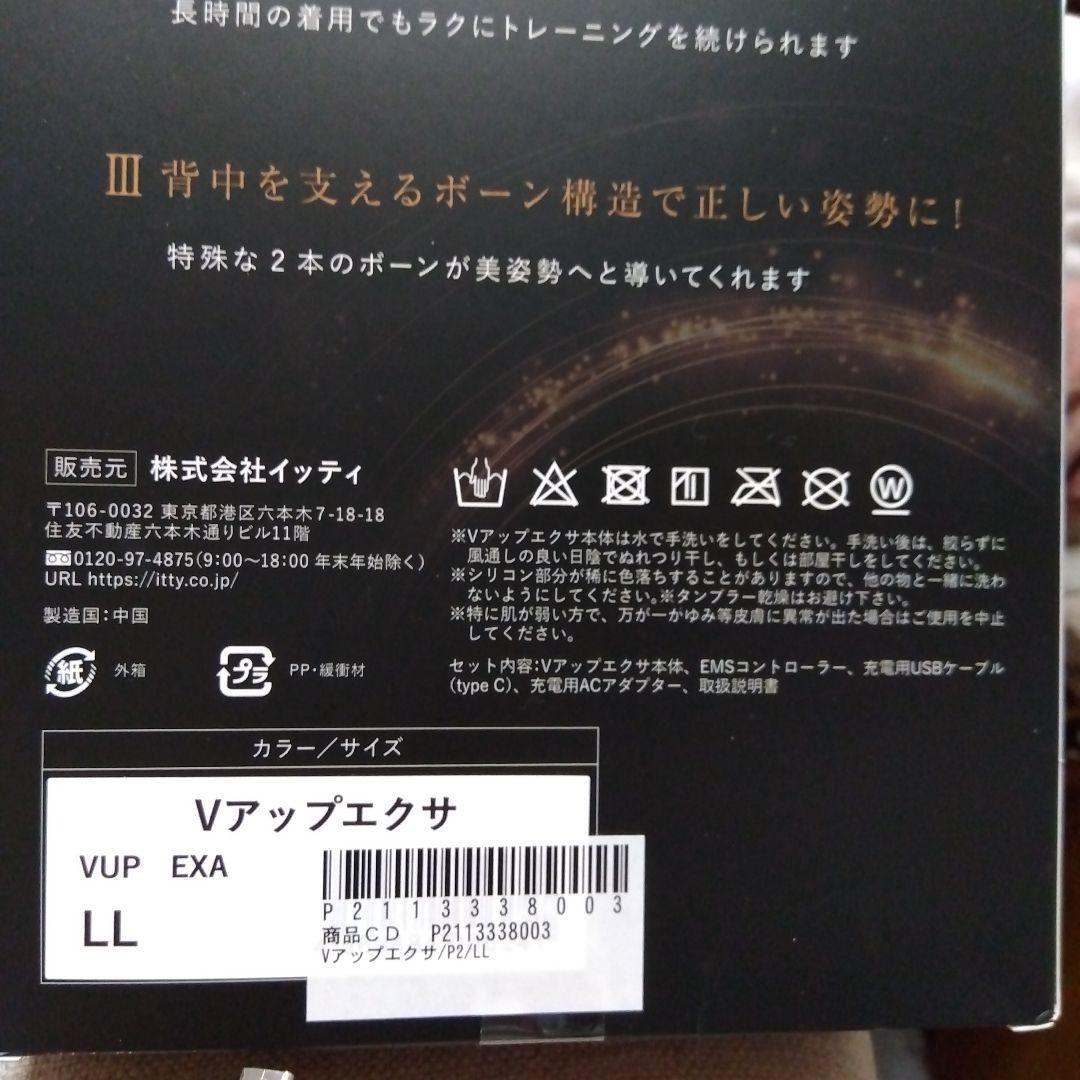 長時間の着用でもラクにトレーニングを続けられます
Ⅲ 背中を支えるボーン構造で正しい姿勢に!
特殊な2本のボーンが美姿勢へと導いてくれます
販売元 株式会社イッティ
〒106-0032 東京都港区六本木7-18-18
住友不動産六本木通りビル11階
0120-97-4875(9:00〜18:00 年末年始除く)
URL https://itty.co.jp/
製造国:中国
紙 外箱 プラ PP・緩衝材
W
※Vアップエクサ本体は水で手洗いをしてください。手洗い後は、絞らずに
風通しの良い日陰でぬれつり干し、もしくは部屋干しをしてください。
※シリコン部分が稀に色落ちすることがありますので、他の物と一緒に洗わ
ないようにしてください。※タンブラー乾燥はお避け下さい。
※特に肌が弱い方で、万が一かゆみ等皮膚に異常が出た場合はご使用を中止
してください。
セット内容:Vアップエクサ本体、EMSコントローラー、充電用USBケーブル
(type C)、充電用ACアダプター、取扱説明書
カラー/サイズ
Vアップエクサ
VUP EXA
LL
P2113338003
商品CD P2113338003
Vアップエクサ/P2/LL